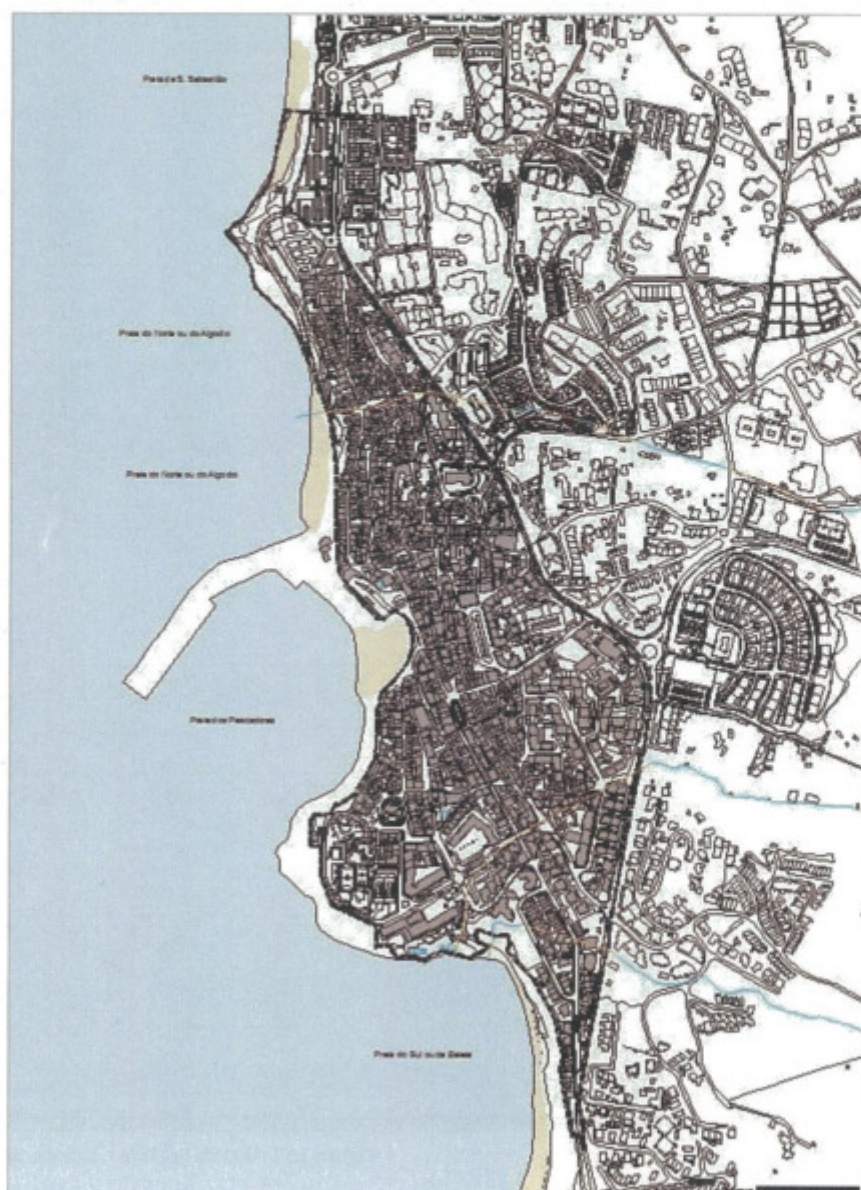 Praia de S. Sebastião
Praia do Norte ou do Algodio
Praia do Norte ou do Algodio
Praia dos Pescadores
Praia do Sul ou da Baleia